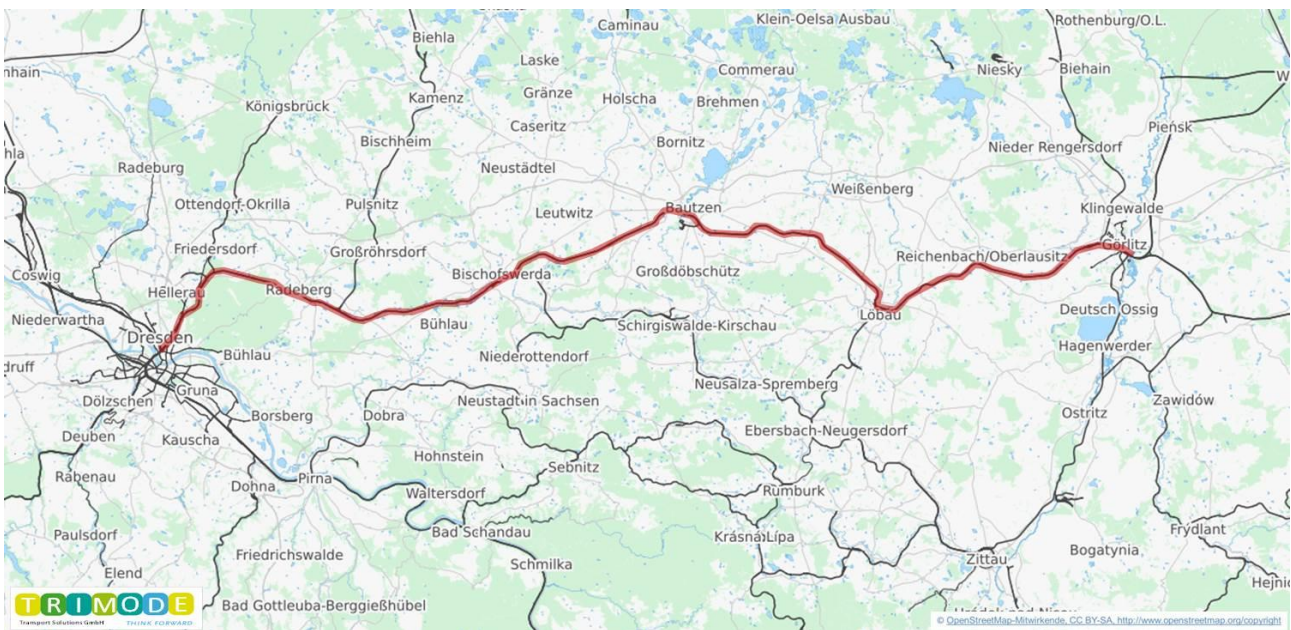 Caminau
Klein-Oelsa Ausbau
Rothenburg/O.L.
Biehla
Laske
Commerau
Niesky
Biehain
nhain
Königsbrück
Kamenz
Gränze
Holscha
Brehmen
Caseritz
Pieńsk
hla
Bischheim
Bornitz
Nieder Rengersdorf
Radeburg
Neustädtel
Weißenberg
Ottendorf-Okrilla
Pulsnitz
Leutwitz
Bautzen
Klingewalde
Friedersdorf
Großröhrsdorf
Görlitz
Coswig
Bischofswerda
Großdöbschütz
Reichenbach/Oberlausitz
Hellerau
Radeberg
Niederwartha
Bühlau
Schirgiswalde-Kirschau
Löbau
Deutsch Ossig
Dresden
Bühlau
Niederottendorf
Hagenwerder
druff
Gruna
Neusalza-Spremberg
Dölzschen
Borsberg
Dobra
Neustadt in Sachsen
Ostritz
Zawidów
Deuben
Kauscha
Ebersbach-Neugersdorf
Rabenau
Hohnstein
Sebnitz
Dohna
Pirna
Waltersdorf
Rumburk
Paulsdorf
Bad Schandau
Krásná Lípa
Frýdlant
Friedrichswalde
Schmilka
Zittau
Bogatynia
Elend
Hejnic
Bad Gottleuba-Berggießhübel
TRIMODE
Transport Solutions GmbH THINK FORWARD
© OpenStreetMap-Mitwirkende, CC BY-SA, http://www.openstreetmap.org/copyright